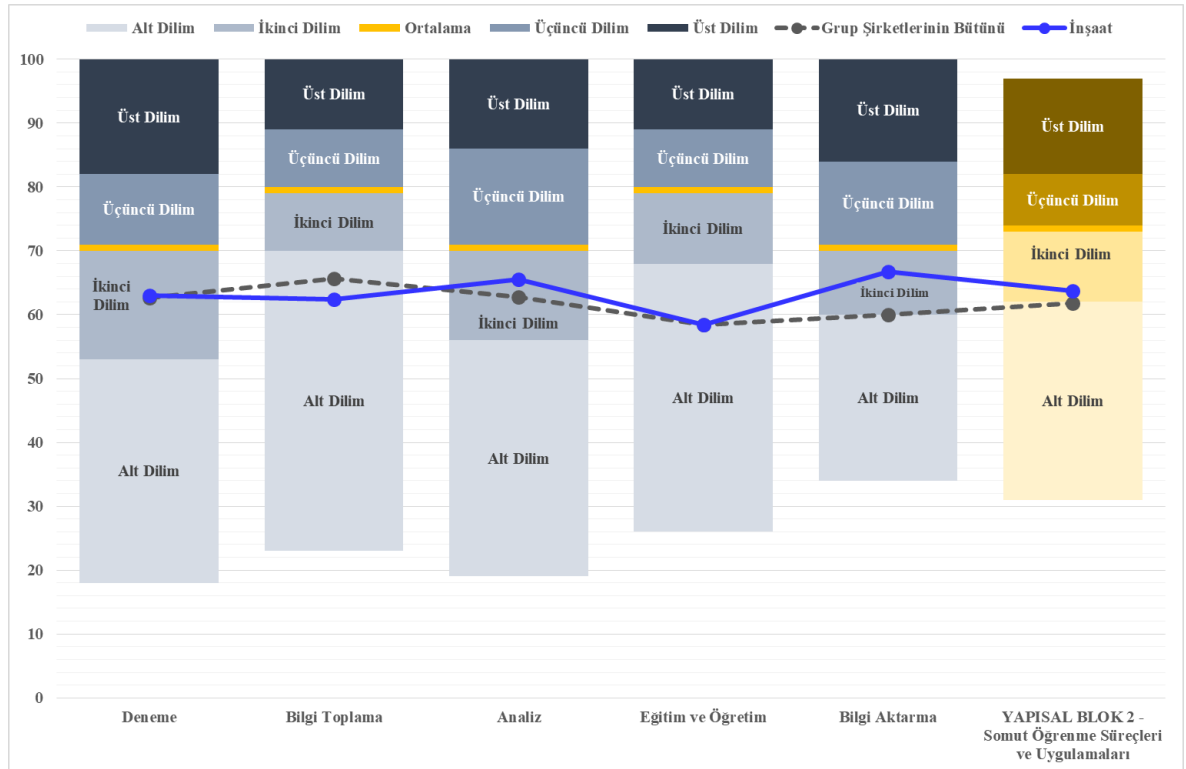 Alt Dilim İkinci Dilim Ortalama Üçüncü Dilim Üst Dilim Grup Şirketlerinin Bütünü İnşaat
100
90
80
70
60
50
40
30
20
10
0
Üst Dilim
Üçüncü Dilim
İkinci
Dilim
Alt Dilim
Üst Dilim
Üçüncü Dilim
İkinci Dilim
Alt Dilim
Üst Dilim
Üçüncü Dilim
İkinci Dilim
Alt Dilim
Üst Dilim
Üçüncü Dilim
İkinci Dilim
Alt Dilim
Üst Dilim
Üçüncü Dilim
İkinci Dilim
Alt Dilim
Üst Dilim
Üçüncü Dilim
İkinci Dilim
Alt Dilim
Deneme
Bilgi Toplama
Analiz
Eğitim ve Öğretim
Bilgi Aktarma
YAPISAL BLOK 2 -
Somut Öğrenme Süreçleri
ve Uygulamaları